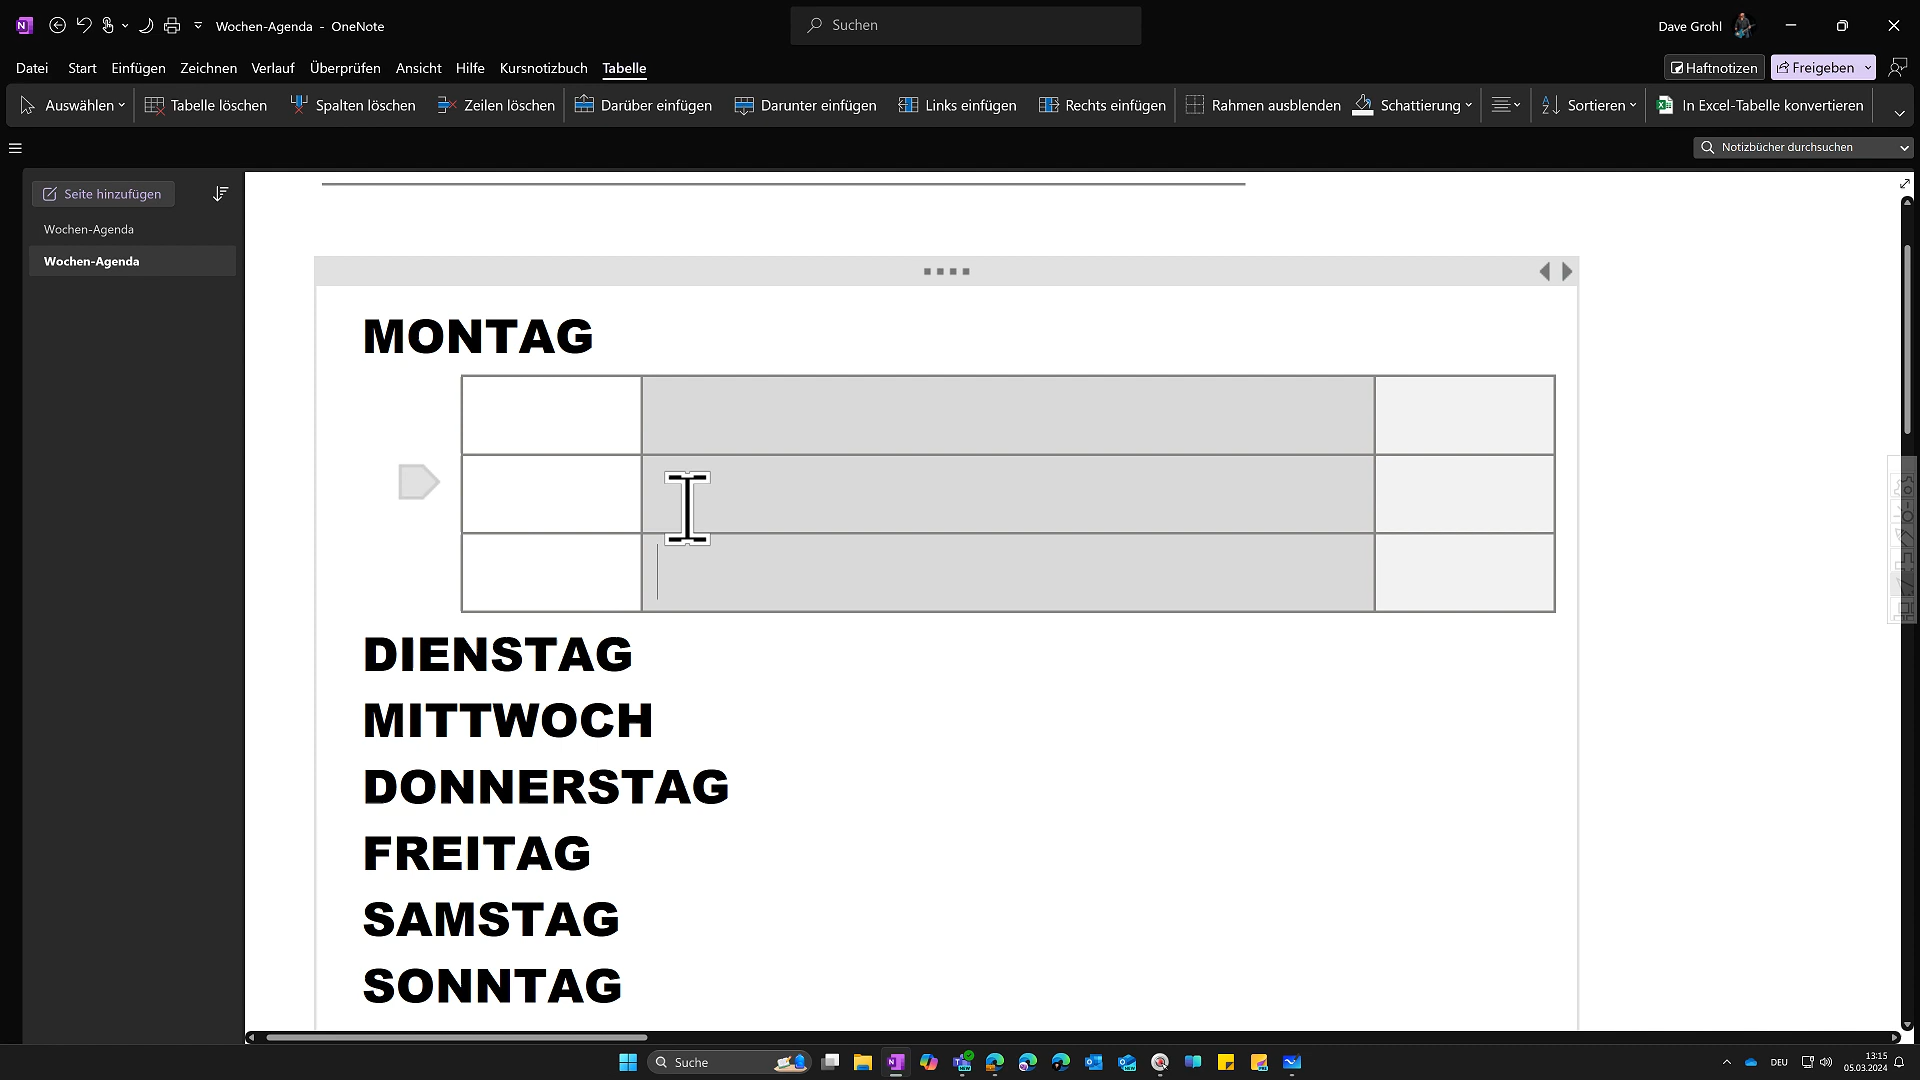 Wochen-Agenda - OneNote
Suchen
Dave Grohl
Datei Start Einfügen Zeichnen Verlauf Überprüfen Ansicht Hilfe Kursnotizbuch Tabelle
Haftnotizen Freigeben
Auswählen Tabelle löschen Spalten löschen Zeilen löschen Darüber einfügen Darunter einfügen Links einfügen Rechts einfügen Rahmen ausblenden Schattierung Sortieren In Excel-Tabelle konvertieren
Notizbücher durchsuchen
Seite hinzufügen
Wochen-Agenda
Wochen-Agenda
MONTAG
DIENSTAG
MITTWOCH
DONNERSTAG
FREITAG
SAMSTAG
SONNTAG
Suche
DEU
13:15
05.03.2024